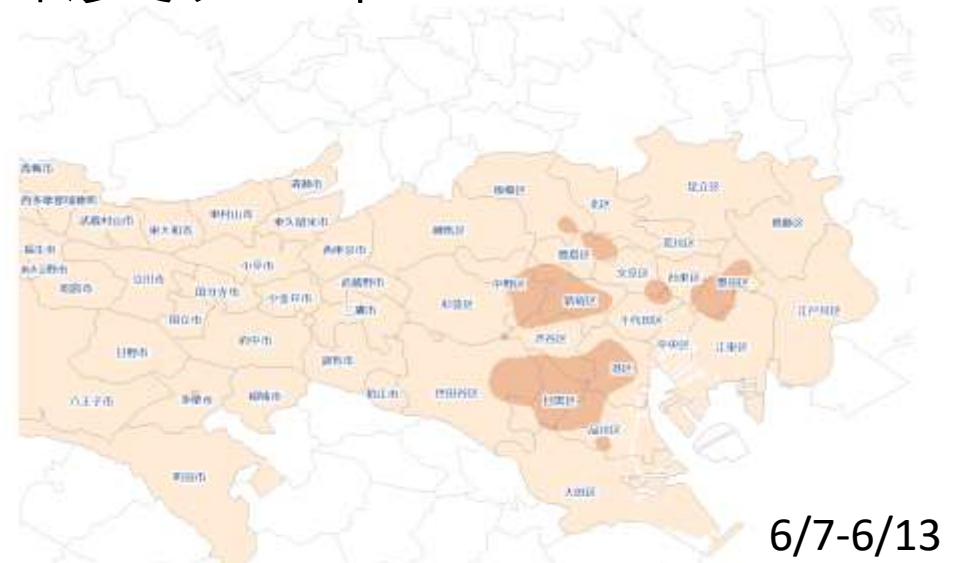 青梅市
西多摩郡瑞穂町
武蔵村山市
東大和市
東村山市
清瀬市
東久留米市
西東京市
練馬区
板橋区
北区
足立区
葛飾区
荒川区
豊島区
文京区
台東区
墨田区
江戸川区
福生市
昭島市
立川市
国分寺市
小平市
小金井市
武蔵野市
三鷹市
杉並区
中野区
新宿区
千代田区
中央区
江東区
渋谷区
港区
国立市
府中市
調布市
狛江市
世田谷区
目黒区
品川区
大田区
日野市
八王子市
多摩市
稲城市
町田市
6/7-6/13